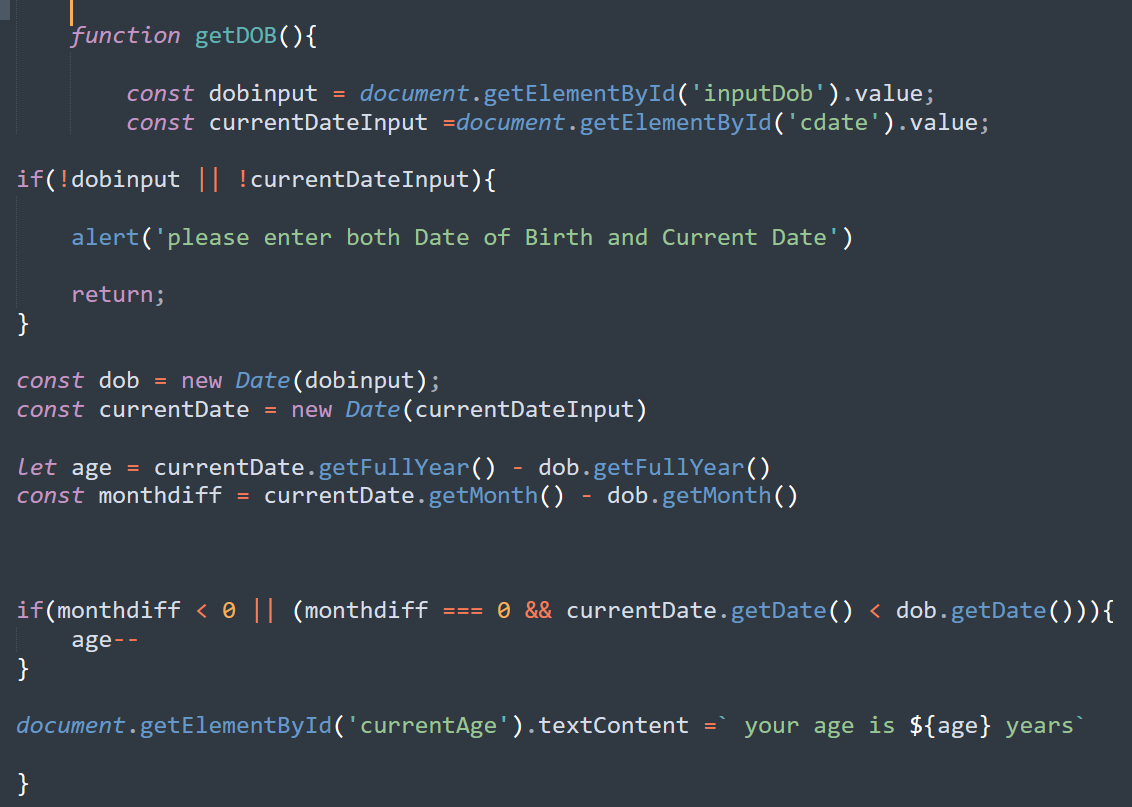 function getDOB(){
const dobinput = document.getElementById('inputDob').value;
const currentDateInput =document.getElementById('cdate').value;
if(!dobinput || !currentDateInput){
alert('please enter both Date of Birth and Current Date')
return;
}
const dob = new Date(dobinput);
const currentDate = new Date(currentDateInput)
let age = currentDate.getFullYear() - dob.getFullYear()
const monthdiff = currentDate.getMonth() - dob.getMonth()
if(monthdiff < 0 || (monthdiff === 0 && currentDate.getDate() < dob.getDate())){
age--
}
document.getElementById('currentAge').textContent =` your age is ${age} years`
}